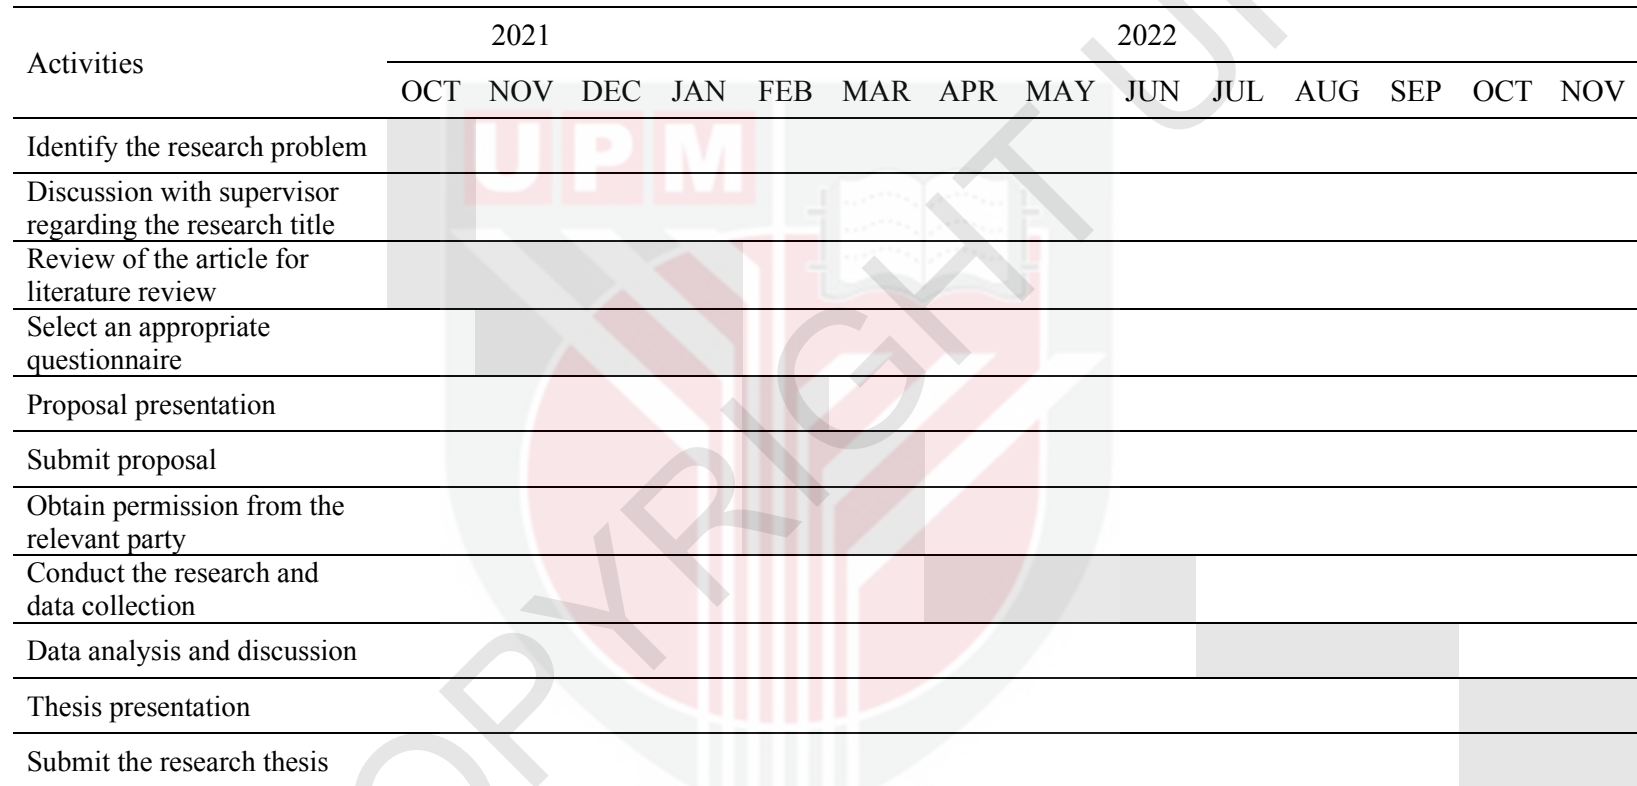 2021 2022
Activities
OCT NOV DEC JAN FEB MAR APR MAY JUN JUL AUG SEP OCT NOV
Identify the research problem
Discussion with supervisor
regarding the research title
Review of the article for
literature review
Select an appropriate
questionnaire
Proposal presentation
Submit proposal
Obtain permission from the
relevant party
Conduct the research and
data collection
Data analysis and discussion
Thesis presentation
Submit the research thesis
UPM
OPYRIGHT U